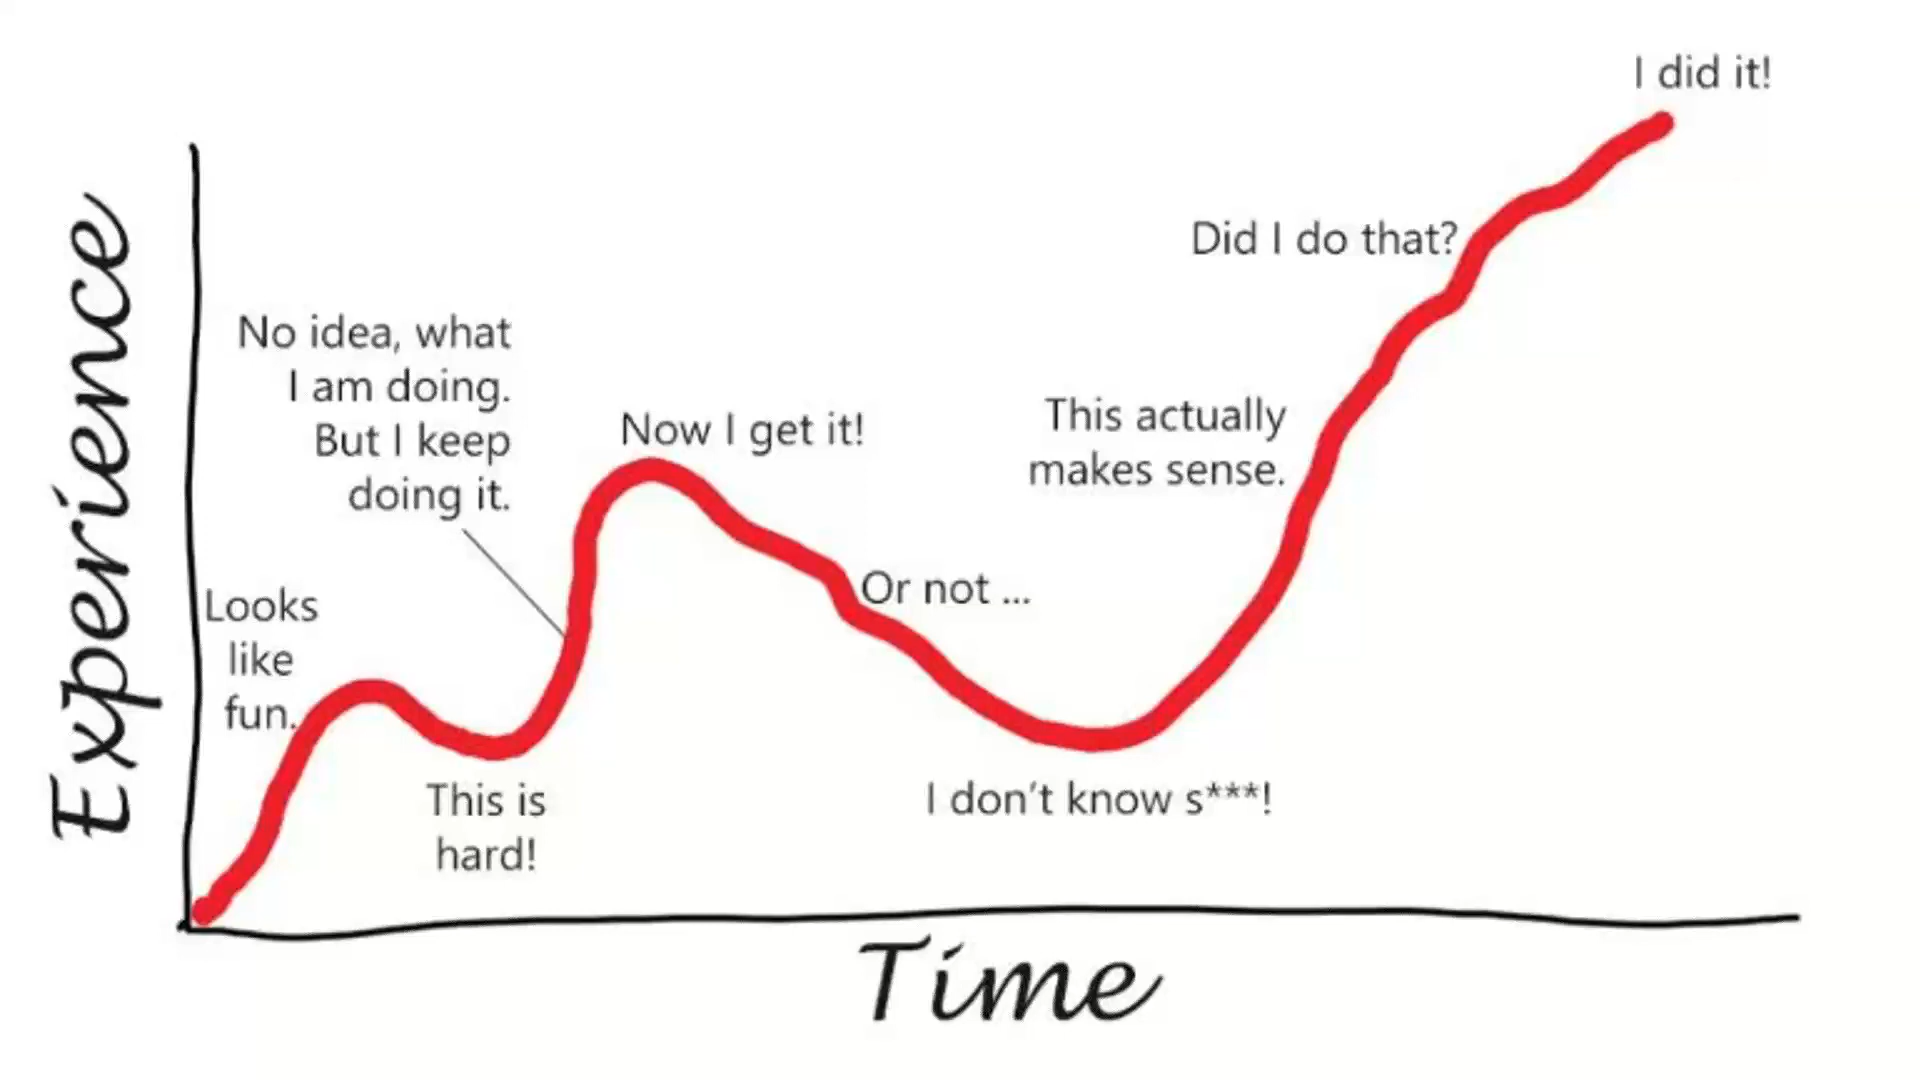 Experience
Looks
like
fun.
This is
hard!
No idea, what
I am doing.
But I keep
doing it.
Now I get it!
Or not ...
I don't know s***!
This actually
makes sense.
Did I do that?
I did it!
Time